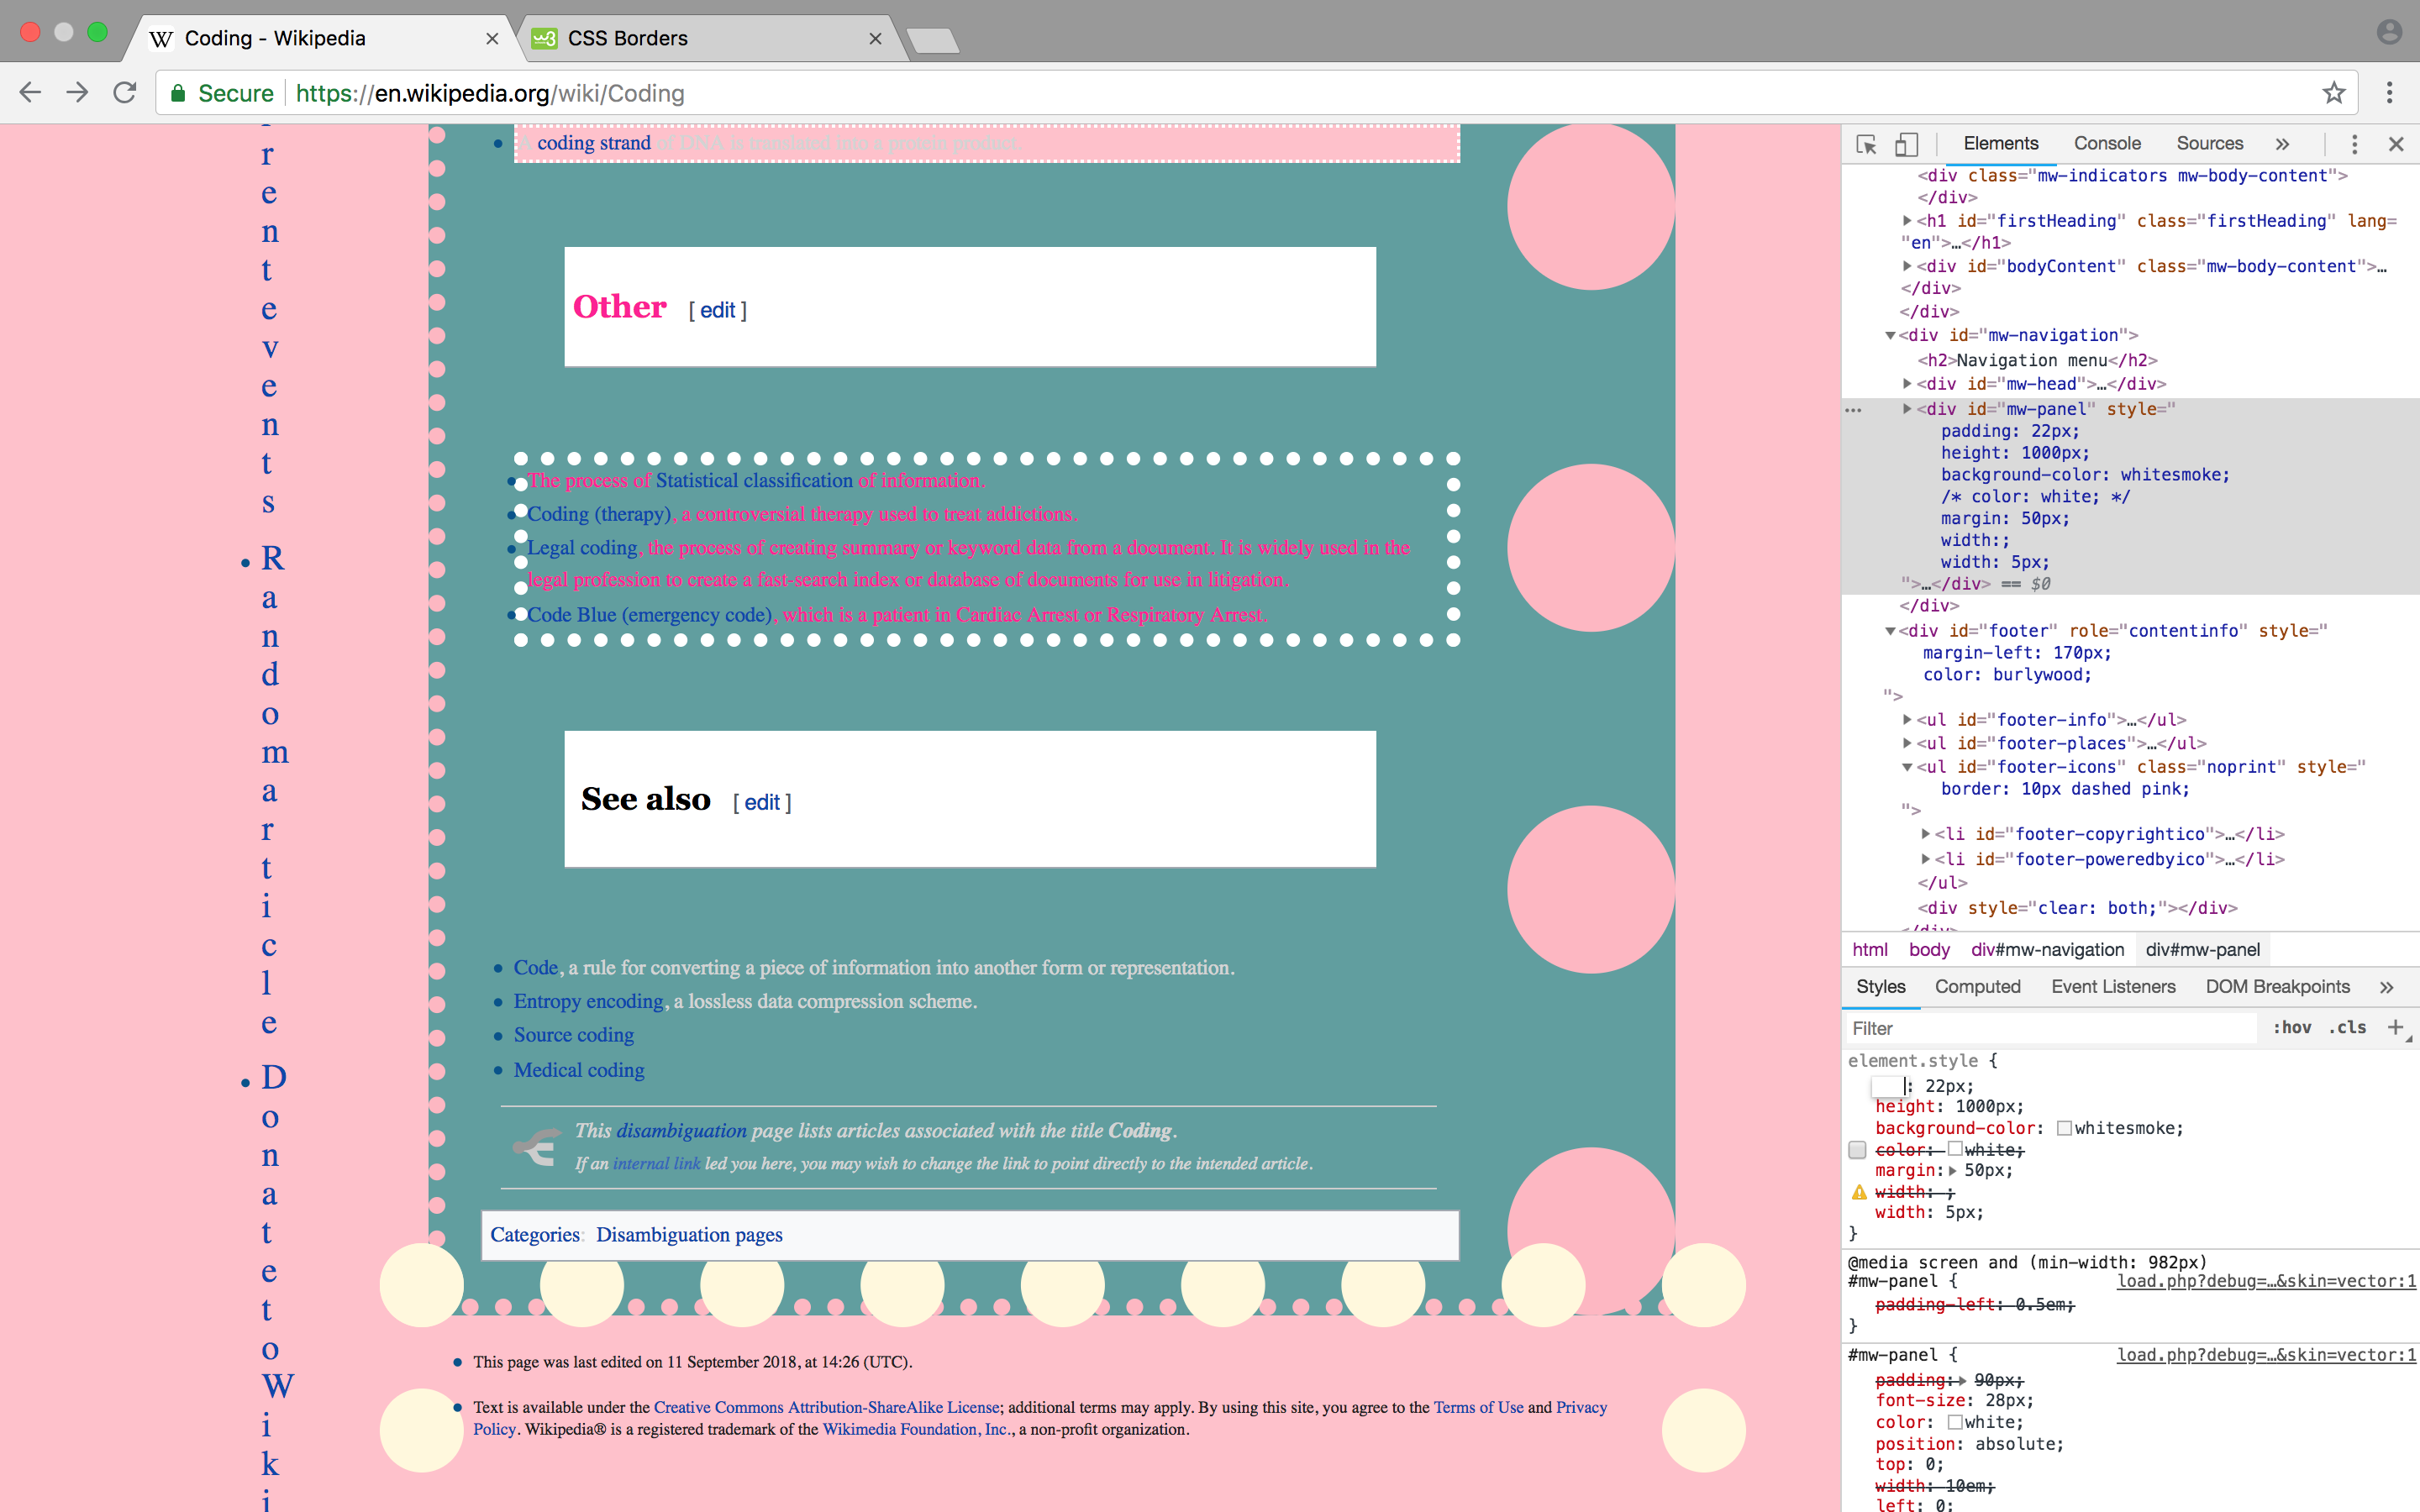 Coding - Wikipedia
CSS Borders
Secure
https://en.wikipedia.org/wiki/Coding
r
e
n
t
e
v
e
n
t
s
R
a
n
d
o
m
a
r
t
i
c
l
e
D
o
n
a
t
e
t
o
W
i
k
i
A coding strand of DNA is translated into a protein product.
Other [ edit ]
The process of Statistical classification of information.
Coding (therapy), a controversial therapy used to treat addictions.
Legal coding, the process of creating summary or keyword data from a document. It is widely used in the
legal profession to create a fast-search index or database of documents for use in litigation.
Code Blue (emergency code), which is a patient in Cardiac Arrest or Respiratory Arrest.
See also [ edit ]
Code, a rule for converting a piece of information into another form or representation.
Entropy encoding, a lossless data compression scheme.
Source coding
Medical coding
This disambiguation page lists articles associated with the title Coding.
If an internal link led you here, you may wish to change the link to point directly to the intended article.
Categories: Disambiguation pages
This page was last edited on 11 September 2018, at 14:26 (UTC).
Text is available under the Creative Commons Attribution-ShareAlike License; additional terms may apply. By using this site, you agree to the Terms of Use and Privacy
Policy. Wikipedia® is a registered trademark of the Wikimedia Foundation, Inc., a non-profit organization.
Elements Console Sources »
<div class="mw-indicators mw-body-content">
</div>
<h1 id="firstHeading" class="firstHeading" lang=
"en">…</h1>
<div id="bodyContent" class="mw-body-content">…
</div>
</div>
<div id="mw-navigation">
<h2>Navigation menu</h2>
<div id="mw-head">…</div>
<div id="mw-panel" style="
padding: 22px;
height: 1000px;
background-color: whitesmoke;
/* color: white; */
margin: 50px;
width:;
width: 5px;
">…</div> == $0
</div>
<div id="footer" role="contentinfo" style="
margin-left: 170px;
color: burlywood;
">
<ul id="footer-info">…</ul>
<ul id="footer-places">…</ul>
<ul id="footer-icons" class="noprint" style="
border: 10px dashed pink;
">
<li id="footer-copyrightico">…</li>
<li id="footer-poweredbyico">…</li>
</ul>
<div style="clear: both;"></div>
</div>
html body div#mw-navigation div#mw-panel
Styles Computed Event Listeners DOM Breakpoints »
Filter :hov .cls +
element.style {
: 22px;
height: 1000px;
background-color: whitesmoke;
color: white;
margin: 50px;
width: ;
width: 5px;
}
@media screen and (min-width: 982px)
#mw-panel { load.php?debug=…&skin=vector:1
padding-left: 0.5em;
}
#mw-panel { load.php?debug=…&skin=vector:1
padding: 90px;
font-size: 28px;
color: white;
position: absolute;
top: 0;
width: 10em;
left: 0;